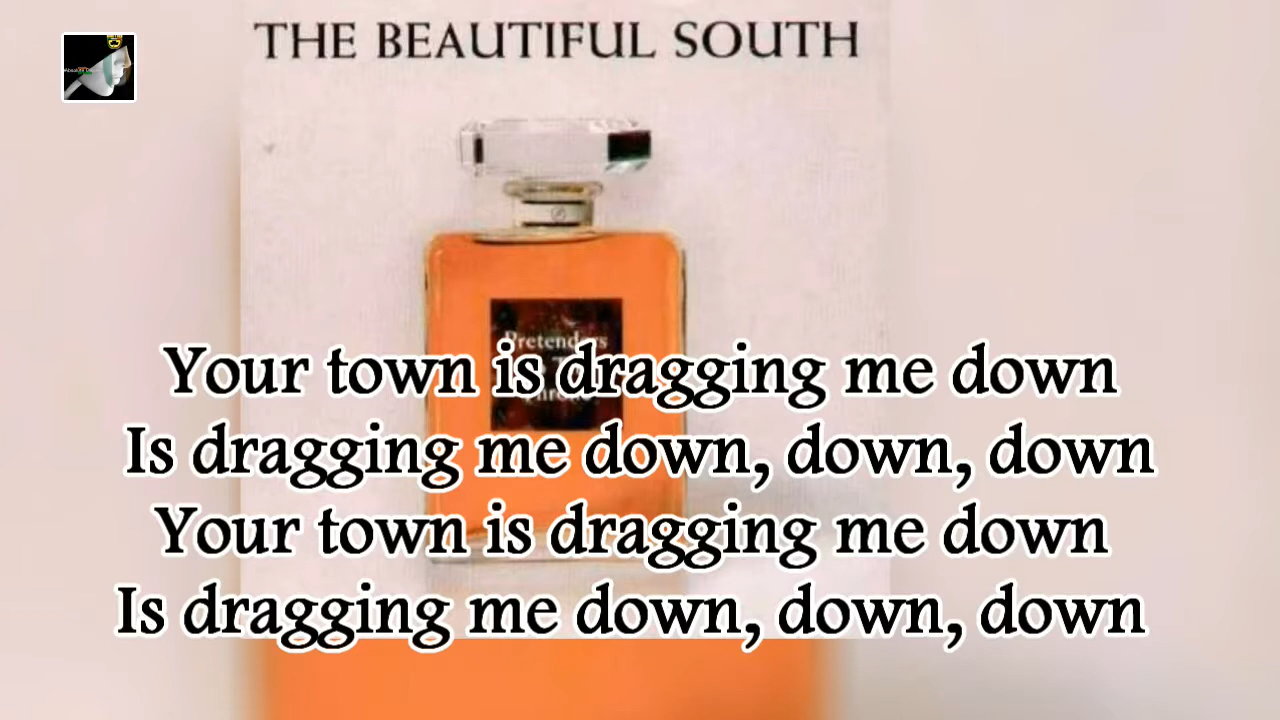 THE BEAUTIFUL SOUTH
Pretenders
Your town is dragging me down
Is dragging me down, down, down
Your town is dragging me down
Is dragging me down, down, down